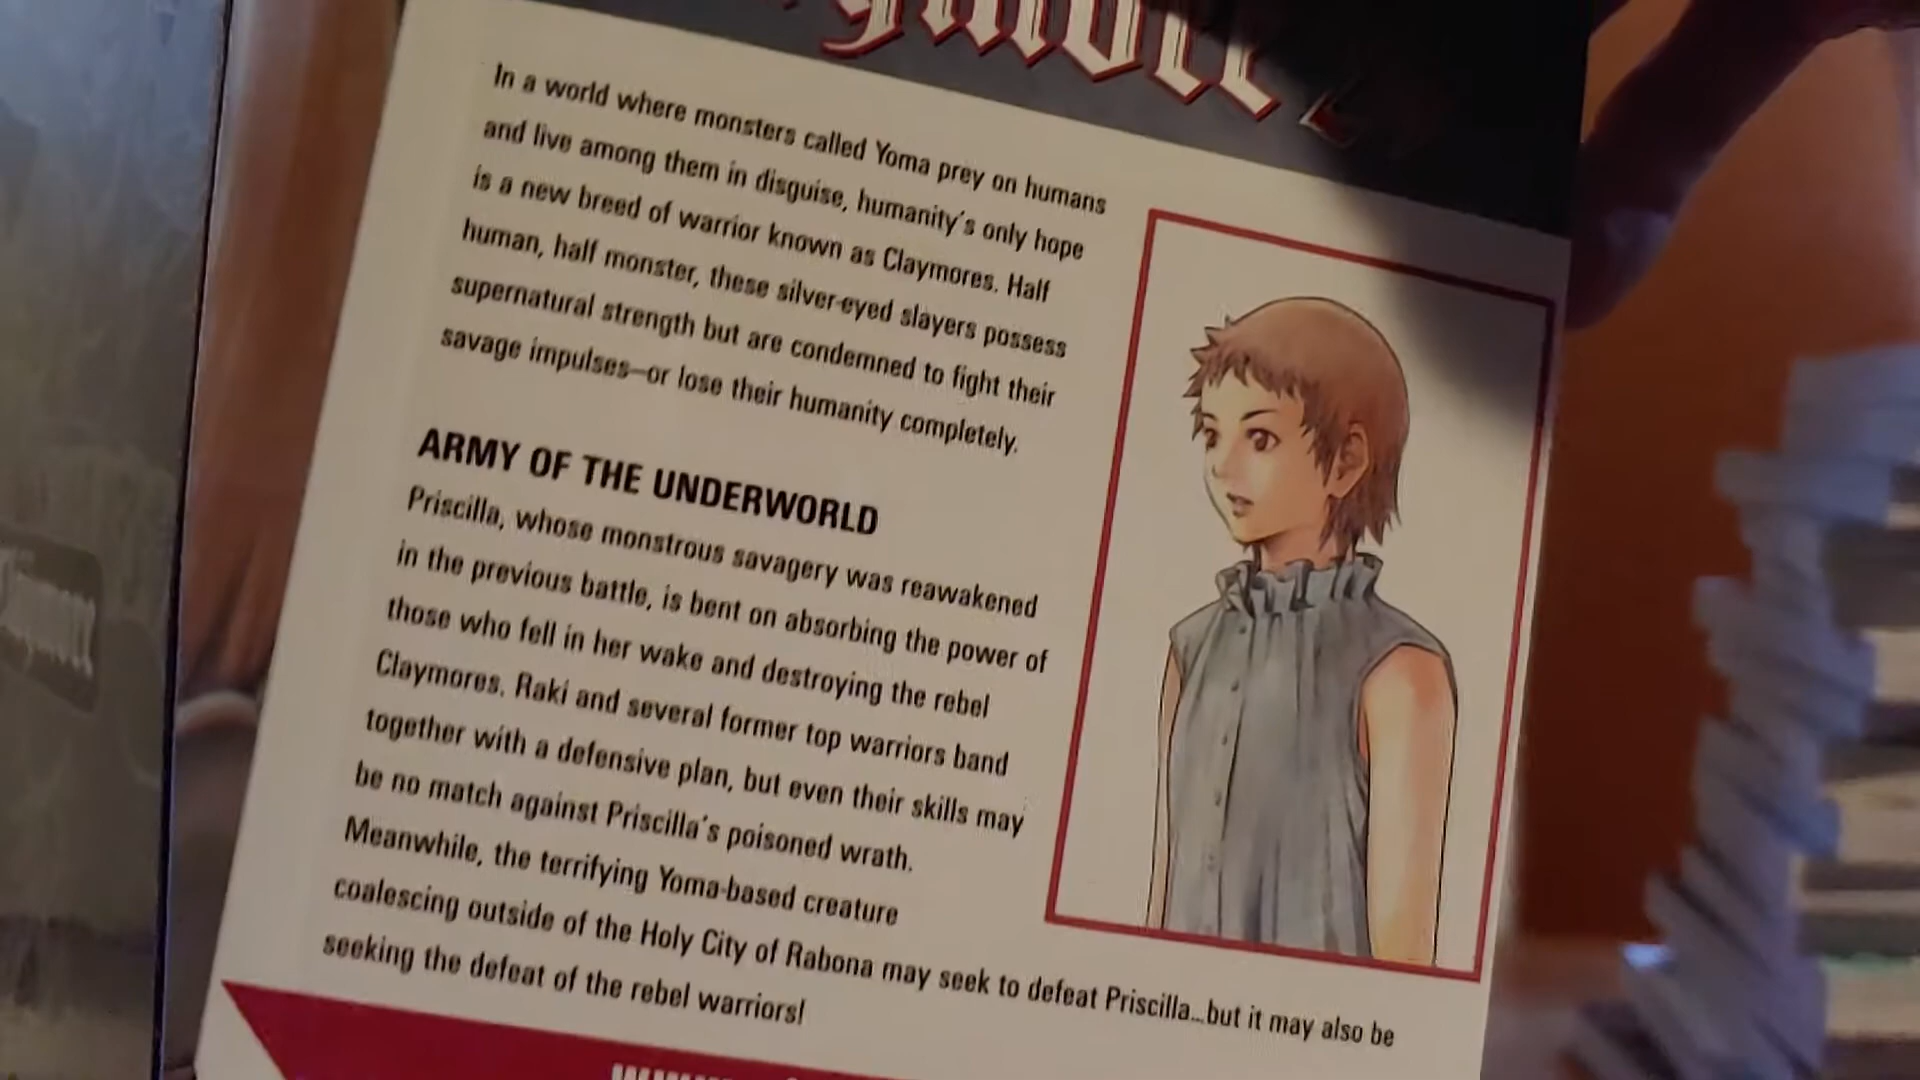 In a world where monsters called Yoma prey on humans
and live among them in disguise, humanity's only hope
is a new breed of warrior known as Claymores. Half
human, half monster, these silver-eyed slayers possess
supernatural strength but are condemned to fight their
savage impulses—or lose their humanity completely.
ARMY OF THE UNDERWORLD
Priscilla, whose monstrous savagery was reawakened
in the previous battle, is bent on absorbing the power of
those who fell in her wake and destroying the rebel
Claymores. Raki and several former top warriors band
together with a defensive plan, but even their skills may
be no match against Priscilla's poisoned wrath.
Meanwhile, the terrifying Yoma-based creature
coalescing outside of the Holy City of Rabona may seek to defeat Priscilla...but it may also be
seeking the defeat of the rebel warriors!